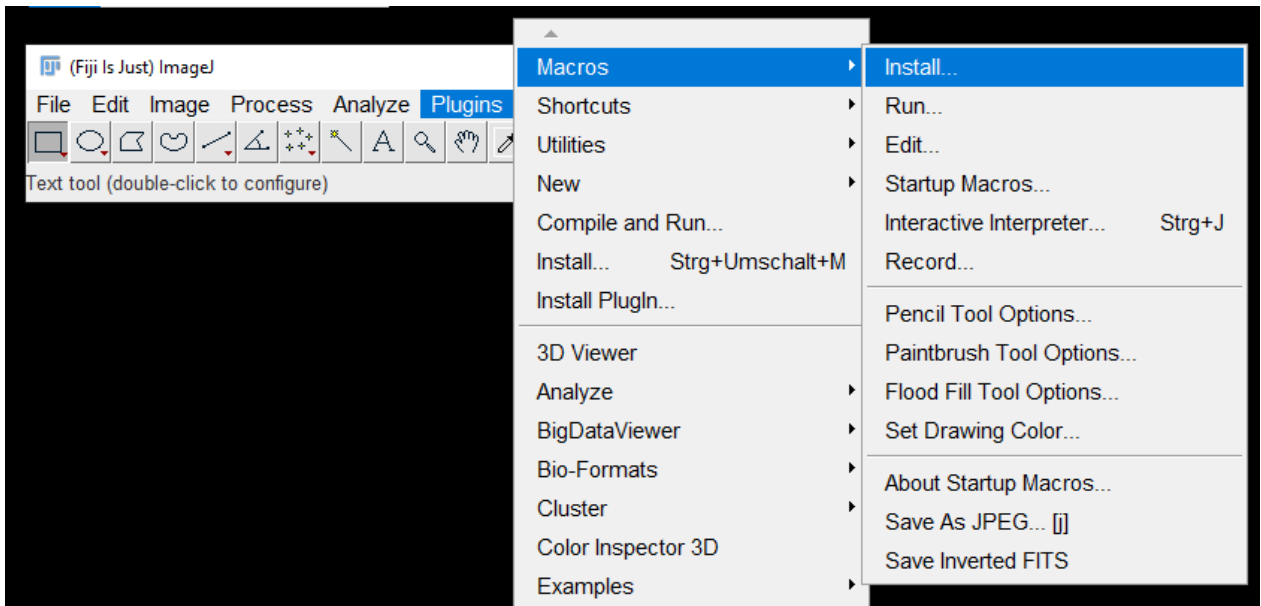 (Fiji Is Just) ImageJ
File Edit Image Process Analyze Plugins
A
Text tool (double-click to configure)
Macros
Shortcuts
Utilities
New
Compile and Run...
Install... Strg+Umschalt+M
Install PlugIn...
3D Viewer
Analyze
BigDataViewer
Bio-Formats
Cluster
Color Inspector 3D
Examples
Install...
Run...
Edit...
Startup Macros...
Interactive Interpreter... Strg+J
Record...
Pencil Tool Options...
Paintbrush Tool Options...
Flood Fill Tool Options...
Set Drawing Color...
About Startup Macros...
Save As JPEG... [j]
Save Inverted FITS